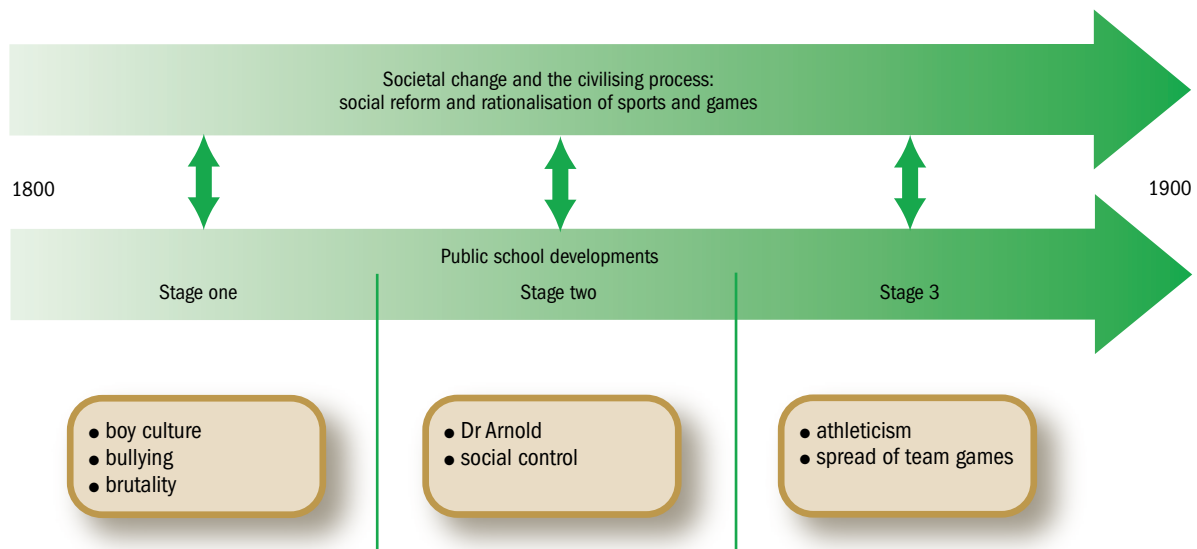 Societal change and the civilising process:
social reform and rationalisation of sports and games
1800
1900
Public school developments
Stage one
Stage two
Stage 3
• boy culture
• bullying
• brutality
• Dr Arnold
• social control
• athleticism
• spread of team games